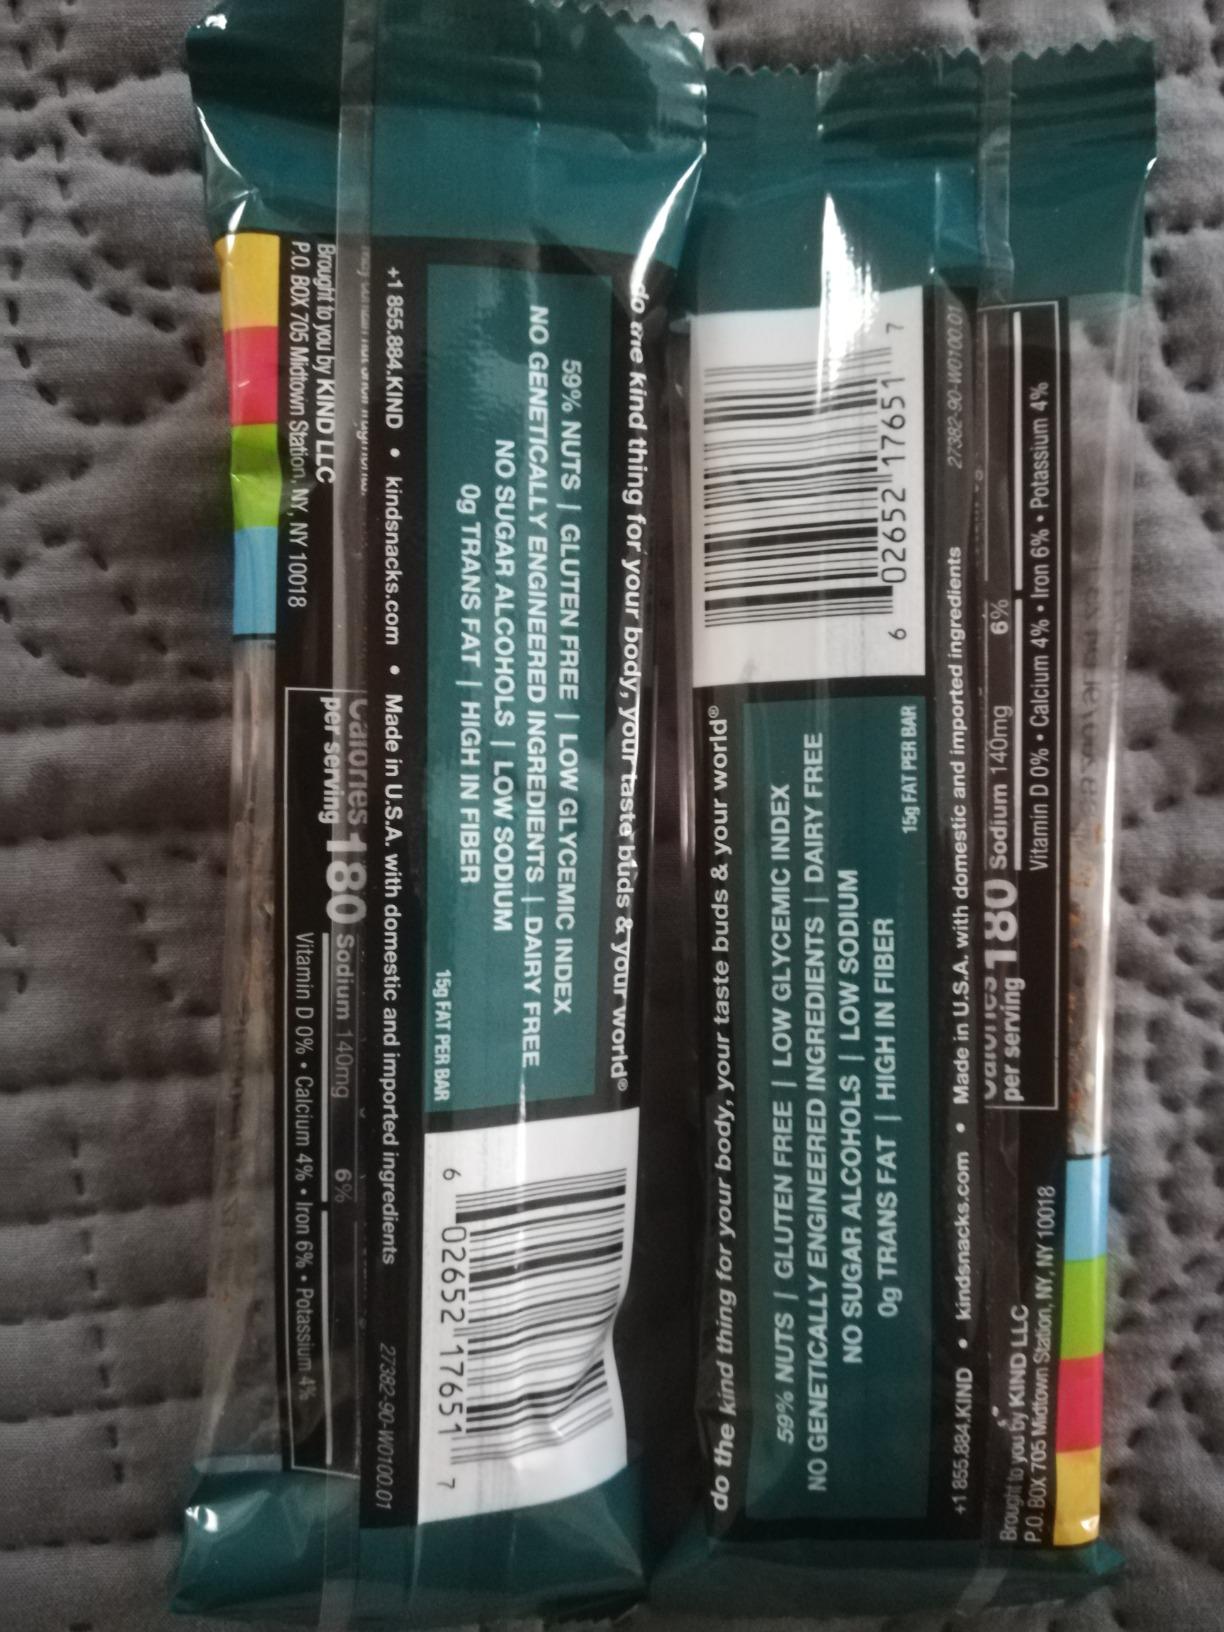 do the kind thing for your body, your taste buds & your world®
59% NUTS | GLUTEN FREE | LOW GLYCEMIC INDEX
NO GENETICALLY ENGINEERED INGREDIENTS | DAIRY FREE
NO SUGAR ALCOHOLS | LOW SODIUM
0g TRANS FAT | HIGH IN FIBER
15g FAT PER BAR
6 02652 17651 7
+1 855.884.KIND • kindsnacks.com • Made in U.S.A. with domestic and imported ingredients
27382-90-W0100.01
Brought to you by KIND LLC
P.O. BOX 705 Midtown Station, NY, NY 10018
Calories 180
per serving
Sodium 140mg 6%
Vitamin D 0% • Calcium 4% • Iron 6% • Potassium 4%
do the kind thing for your body, your taste buds & your world®
59% NUTS | GLUTEN FREE | LOW GLYCEMIC INDEX
NO GENETICALLY ENGINEERED INGREDIENTS | DAIRY FREE
NO SUGAR ALCOHOLS | LOW SODIUM
0g TRANS FAT | HIGH IN FIBER
15g FAT PER BAR
6 02652 17651 7
+1 855.884.KIND • kindsnacks.com • Made in U.S.A. with domestic and imported ingredients
27382-90-W0100.01
Brought to you by KIND LLC
P.O. BOX 705 Midtown Station, NY, NY 10018
Calories 180
per serving
Sodium 140mg 6%
Vitamin D 0% • Calcium 4% • Iron 6% • Potassium 4%